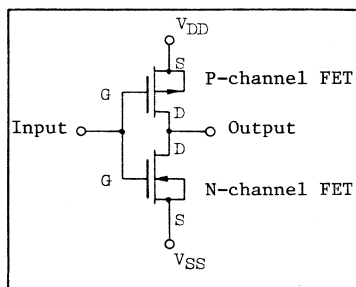 VDD
S
P-channel FET
G
D
Input
Output
D
G
N-channel FET
S
VSS